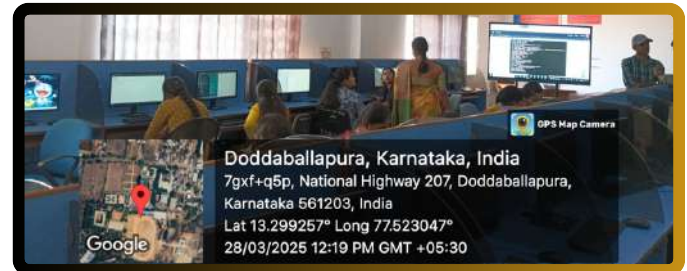 GPS Map Camera
Doddaballapura, Karnataka, India
7gxf+q5p, National Highway 207, Doddaballapura,
Karnataka 561203, India
Lat 13.299257° Long 77.523047°
28/03/2025 12:19 PM GMT +05:30
Google